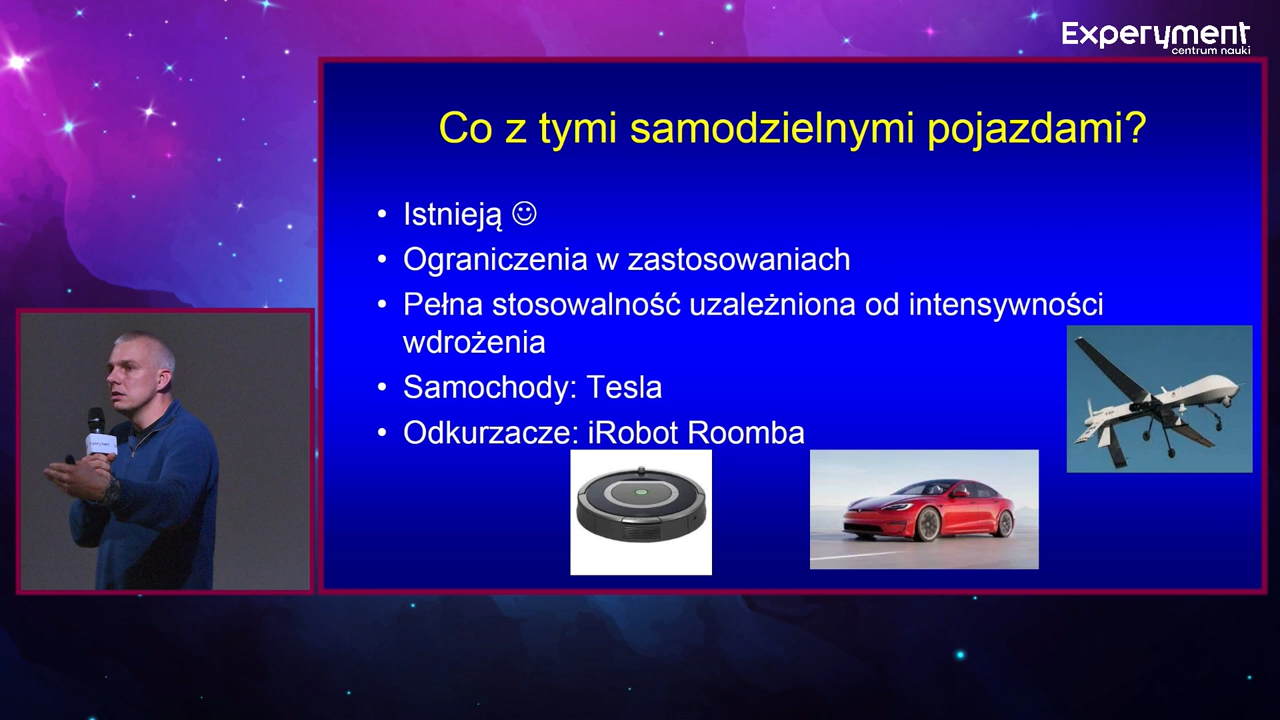 Experyment
centrum nauki
Co z tymi samodzielnymi pojazdami?
• Istnieją ☺
• Ograniczenia w zastosowaniach
• Pełna stosowalność uzależniona od intensywności
wdrożenia
• Samochody: Tesla
• Odkurzacze: iRobot Roomba